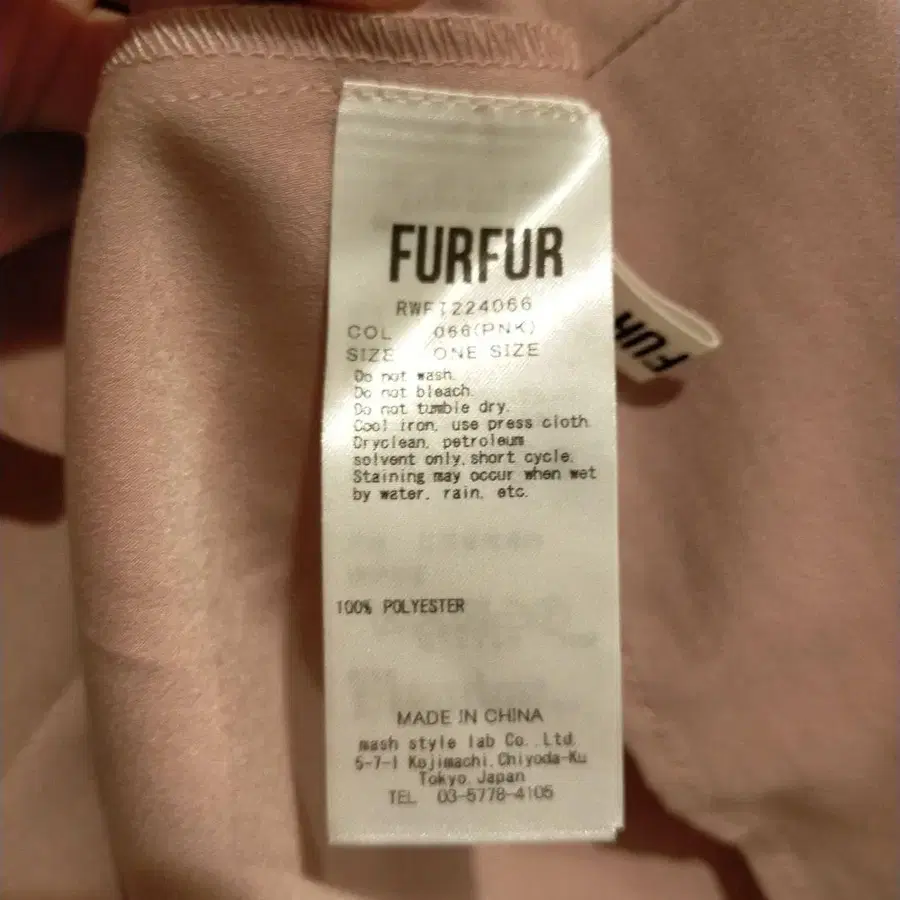 FURFUR
RWFT224066
COL 066(PNK)
SIZE ONE SIZE
Do not wash.
Do not bleach.
Do not tumble dry.
Cool iron, use press cloth.
Dryclean, petroleum
solvent only, short cycle.
Staining may occur when wet
by water, rain, etc.
100% POLYESTER
MADE IN CHINA
mash style lab Co., Ltd.
5-7-1 Kojimachi, Chiyoda-Ku
Tokyo, Japan
TEL 03-5778-4105
FUR